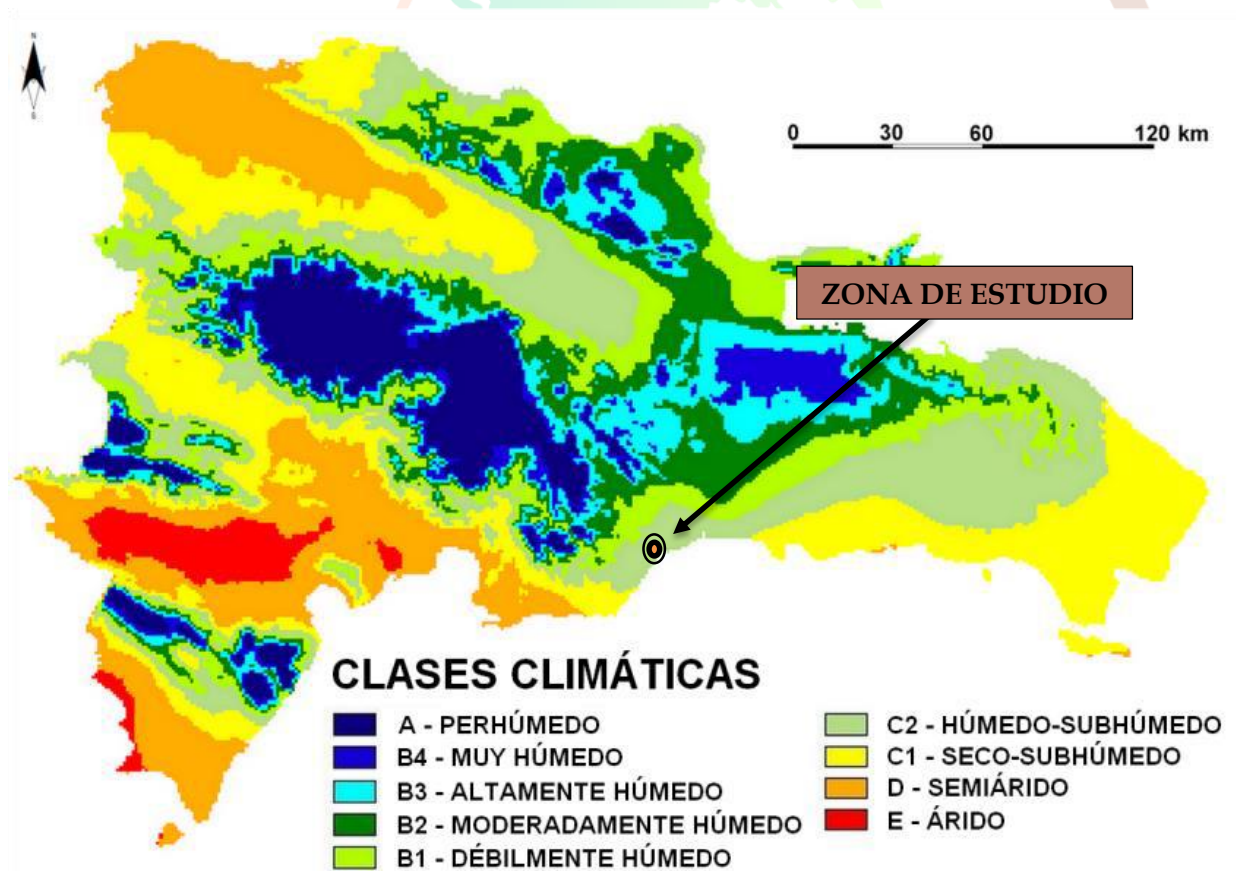 N
S
0 30 60 120 km
ZONA DE ESTUDIO
CLASES CLIMÁTICAS
A - PERHÚMEDO
B4 - MUY HÚMEDO
B3 - ALTAMENTE HÚMEDO
B2 - MODERADAMENTE HÚMEDO
B1 - DÉBILMENTE HÚMEDO
C2 - HÚMEDO-SUBHÚMEDO
C1 - SECO-SUBHÚMEDO
D - SEMIÁRIDO
E - ÁRIDO